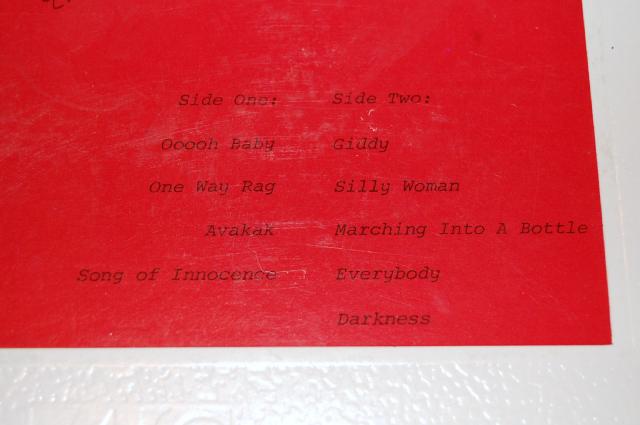 Side One:
Ooooh Baby
One Way Rag
Avakak
Song of Innocence
Side Two:
Giddy
Silly Woman
Marching Into A Bottle
Everybody
Darkness